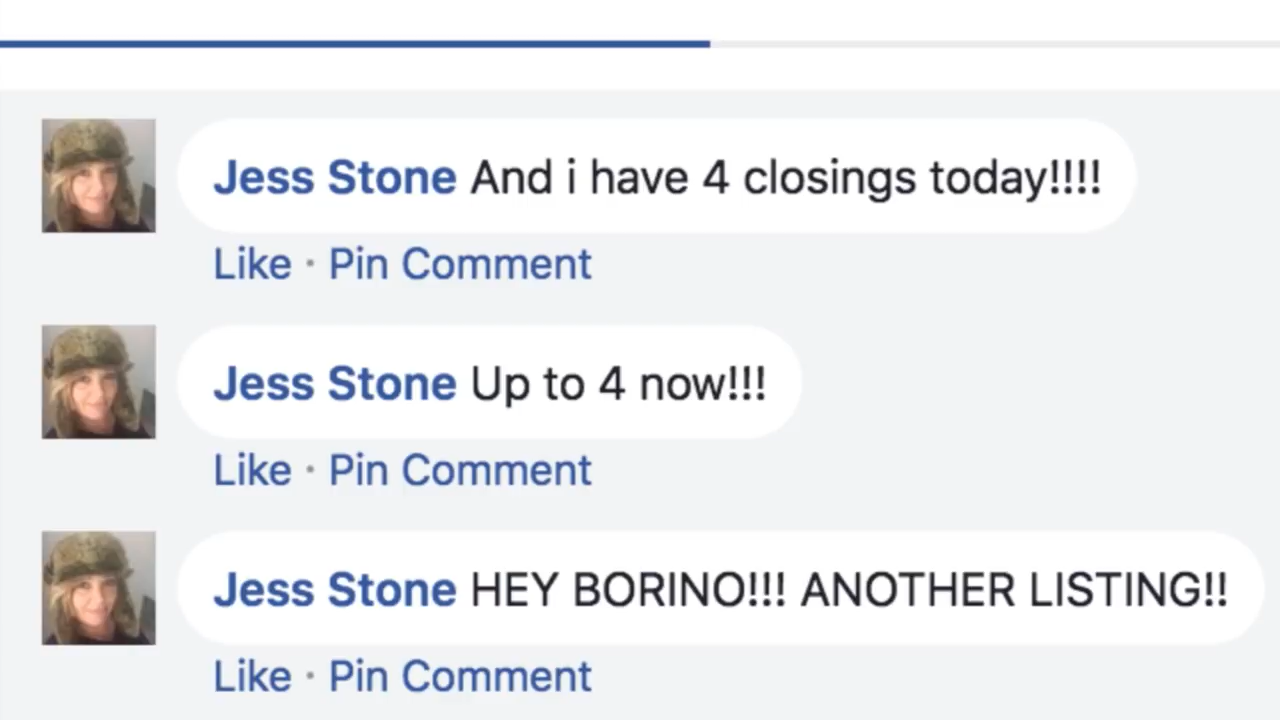 Jess Stone And i have 4 closings today!!!!
Like · Pin Comment
Jess Stone Up to 4 now!!!
Like · Pin Comment
Jess Stone HEY BORINO!!! ANOTHER LISTING!!
Like · Pin Comment